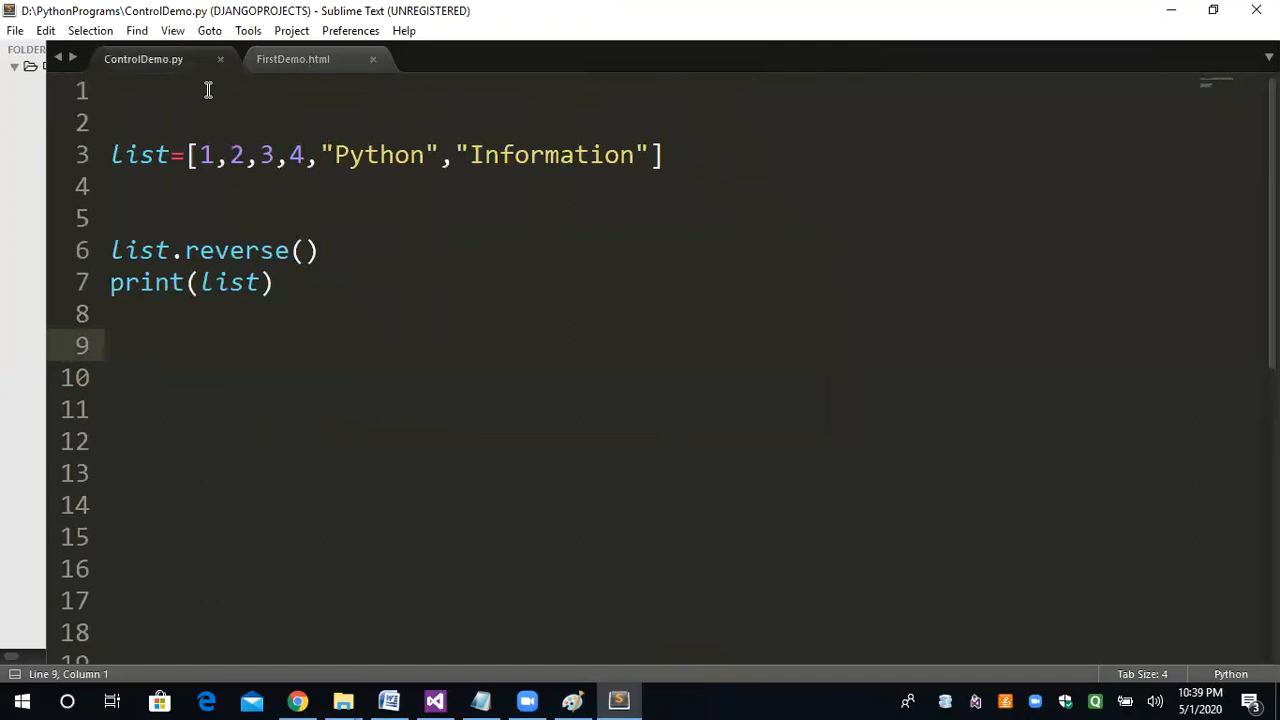 D:\PythonPrograms\ControlDemo.py (DJANGOPROJECTS) - Sublime Text (UNREGISTERED)
File Edit Selection Find View Goto Tools Project Preferences Help
FOLDER
ControlDemo.py
FirstDemo.html
1
2
3 list=[1,2,3,4,"Python","Information"]
4
5
6 list.reverse()
7 print(list)
8
9
10
11
12
13
14
15
16
17
18
19
Line 9, Column 1
Tab Size: 4
Python
10:39 PM
5/1/2020
3